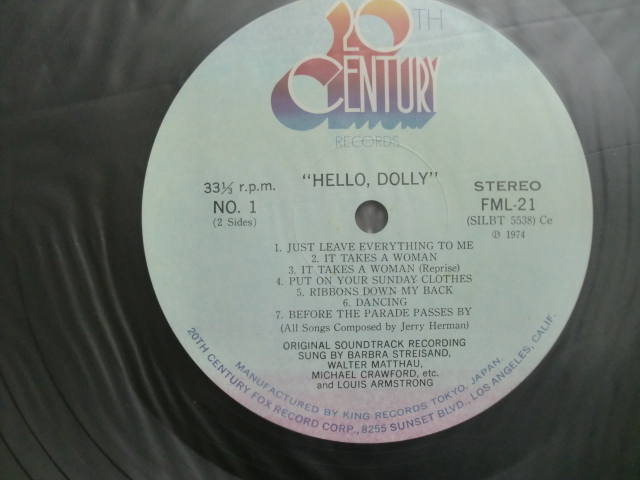 20TH
CENTURY
RECORDS
33⅓ r.p.m.
"HELLO, DOLLY"
STEREO
NO. 1
FML-21
(2 Sides)
(SILBT 5538) Ce
℗ 1974
1. JUST LEAVE EVERYTHING TO ME
2. IT TAKES A WOMAN
3. IT TAKES A WOMAN (Reprise)
4. PUT ON YOUR SUNDAY CLOTHES
5. RIBBONS DOWN MY BACK
6. DANCING
7. BEFORE THE PARADE PASSES BY
(All Songs Composed by Jerry Herman)
ORIGINAL SOUNDTRACK RECORDING
SUNG BY BARBRA STREISAND,
WALTER MATTHAU,
MICHAEL CRAWFORD, etc.
and LOUIS ARMSTRONG
MANUFACTURED BY KING RECORDS TOKYO, JAPAN.
20TH CENTURY FOX RECORD CORP., 8255 SUNSET BLVD., LOS ANGELES, CALIF.